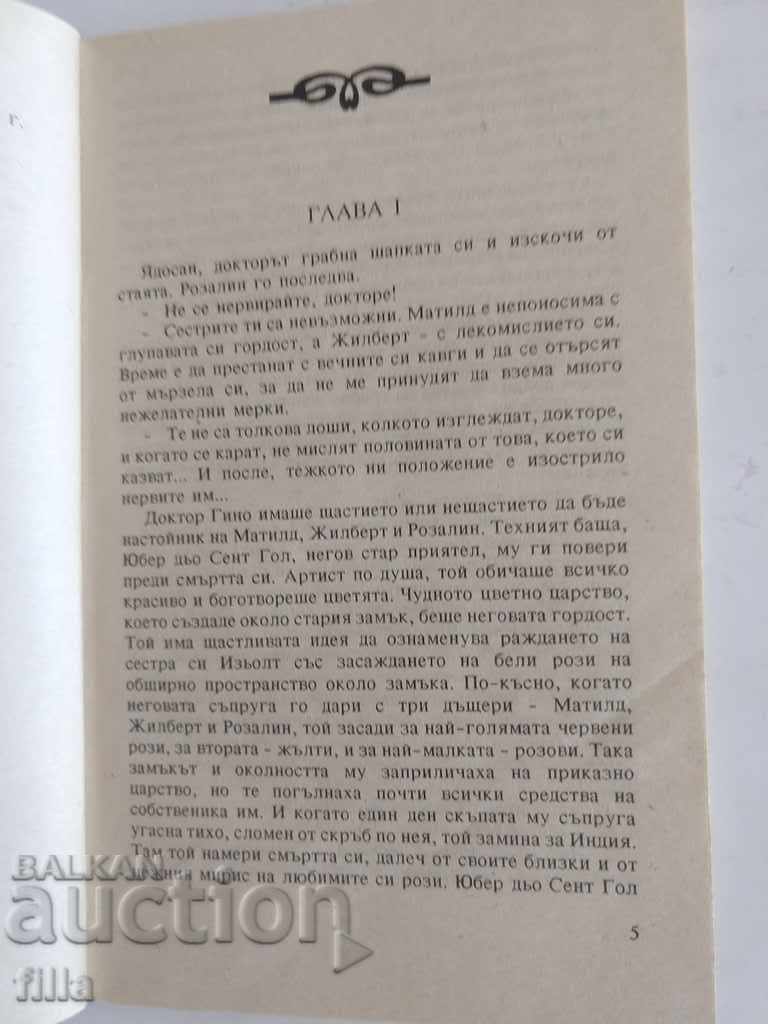 г.
ГЛАВА I
Ядосан, докторът грабна шапката си и изскочи от
стаята. Розалин го последва.
- Не се нервирайте, докторе!
- Сестрите ти са невъзможни. Матилд е непоносима с
глупавата си гордост, а Жилберт - с лекомислието си.
Време е да престанат с вечните си кавги и да се отърсят
от мързела си, за да не ме принудят да взема много
нежелателни мерки.
- Те не са толкова лоши, колкото изглеждат, докторе,
и когато се карат, не мислят половината от това, което си
казват... И после, тежкото ни положение е изострило
нервите им...
Доктор Гино имаше щастието или нещастието да бъде
настойник на Матилд, Жилберт и Розалин. Техният баща,
Юбер дьо Сент Гол, негов стар приятел, му ги повери
преди смъртта си. Артист по душа, той обичаше всичко
красиво и боготвореше цветята. Чудното цветно царство,
което създаде около стария замък, беше неговата гордост.
Той има щастливата идея да ознаменува раждането на
сестра си Изьолт със засаждането на бели рози на
обширно пространство около замъка. По-късно, когато
неговата съпруга го дари с три дъщери - Матилд,
Жилберт и Розалин, той засади за най-голямата червени
рози, за втората - жълти, и за най-малката - розови. Така
замъкът и околността му заприличаха на приказно
царство, но те погълнаха почти всички средства на
собственика им. И когато един ден скъпата му съпруга
угасна тихо, сломен от скръб по нея, той замина за Индия.
Там той намери смъртта си, далеч от своите близки и от
нежния мирис на любимите си рози. Юбер дьо Сент Гол
5
BALKAN
auction
filla